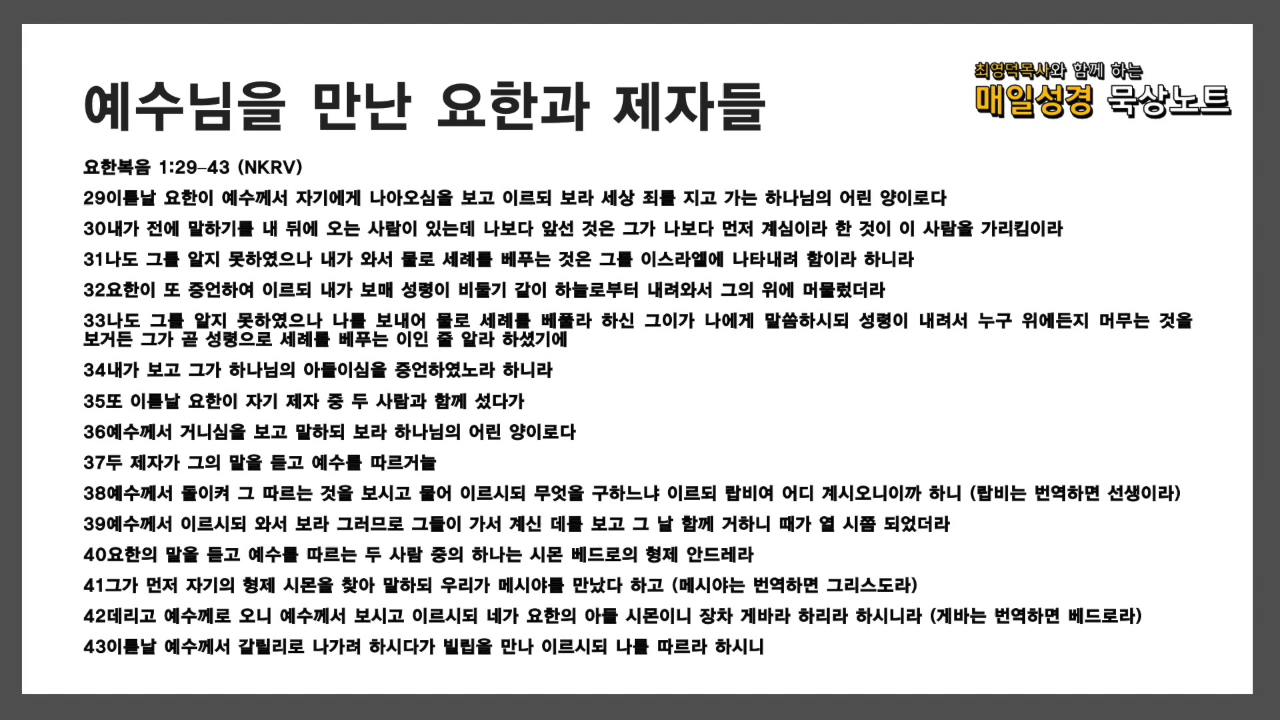 최영덕목사와 함께 하는
매일성경 묵상노트
예수님을 만난 요한과 제자들
요한복음 1:29–43 (NKRV)
29이튿날 요한이 예수께서 자기에게 나아오심을 보고 이르되 보라 세상 죄를 지고 가는 하나님의 어린 양이로다
30내가 전에 말하기를 내 뒤에 오는 사람이 있는데 나보다 앞선 것은 그가 나보다 먼저 계심이라 한 것이 이 사람을 가리킴이라
31나도 그를 알지 못하였으나 내가 와서 물로 세례를 베푸는 것은 그를 이스라엘에 나타내려 함이라 하니라
32요한이 또 증언하여 이르되 내가 보매 성령이 비둘기 같이 하늘로부터 내려와서 그의 위에 머물렀더라
33나도 그를 알지 못하였으나 나를 보내어 물로 세례를 베풀라 하신 그이가 나에게 말씀하시되 성령이 내려서 누구 위에든지 머무는 것을
보거든 그가 곧 성령으로 세례를 베푸는 이인 줄 알라 하셨기에
34내가 보고 그가 하나님의 아들이심을 증언하였노라 하니라
35또 이튿날 요한이 자기 제자 중 두 사람과 함께 섰다가
36예수께서 거니심을 보고 말하되 보라 하나님의 어린 양이로다
37두 제자가 그의 말을 듣고 예수를 따르거늘
38예수께서 돌이켜 그 따르는 것을 보시고 물어 이르시되 무엇을 구하느냐 이르되 랍비여 어디 계시오니이까 하니 (랍비는 번역하면 선생이라)
39예수께서 이르시되 와서 보라 그러므로 그들이 가서 계신 데를 보고 그 날 함께 거하니 때가 열 시쯤 되었더라
40요한의 말을 듣고 예수를 따르는 두 사람 중의 하나는 시몬 베드로의 형제 안드레라
41그가 먼저 자기의 형제 시몬을 찾아 말하되 우리가 메시야를 만났다 하고 (메시야는 번역하면 그리스도라)
42데리고 예수께로 오니 예수께서 보시고 이르시되 네가 요한의 아들 시몬이니 장차 게바라 하리라 하시니라 (게바는 번역하면 베드로라)
43이튿날 예수께서 갈릴리로 나가려 하시다가 빌립을 만나 이르시되 나를 따르라 하시니